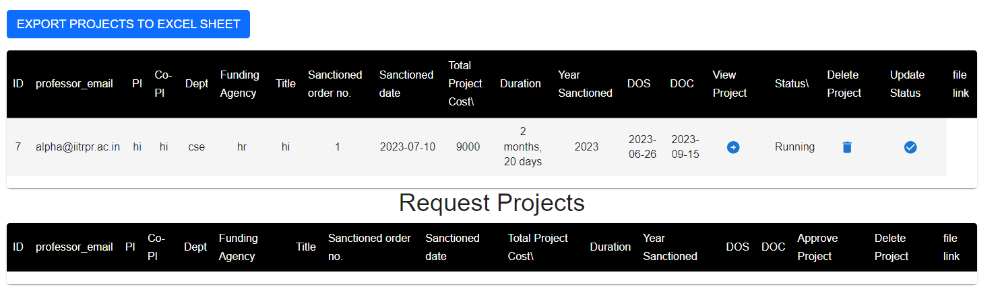 EXPORT PROJECTS TO EXCEL SHEET
ID professor_email PI Co-PI Dept Funding Agency Title Sanctioned order no. Sanctioned date Total Project Cost\ Duration Year Sanctioned DOS DOC View Project Status\ Delete Project Update Status file link
7 alpha@iitrpr.ac.in hi hi cse hr hi 1 2023-07-10 9000 2 months, 20 days 2023 2023-06-26 2023-09-15 Running
Request Projects
ID professor_email PI Co-PI Dept Funding Agency Title Sanctioned order no. Sanctioned date Total Project Cost\ Duration Year Sanctioned DOS DOC Approve Project Delete Project file link